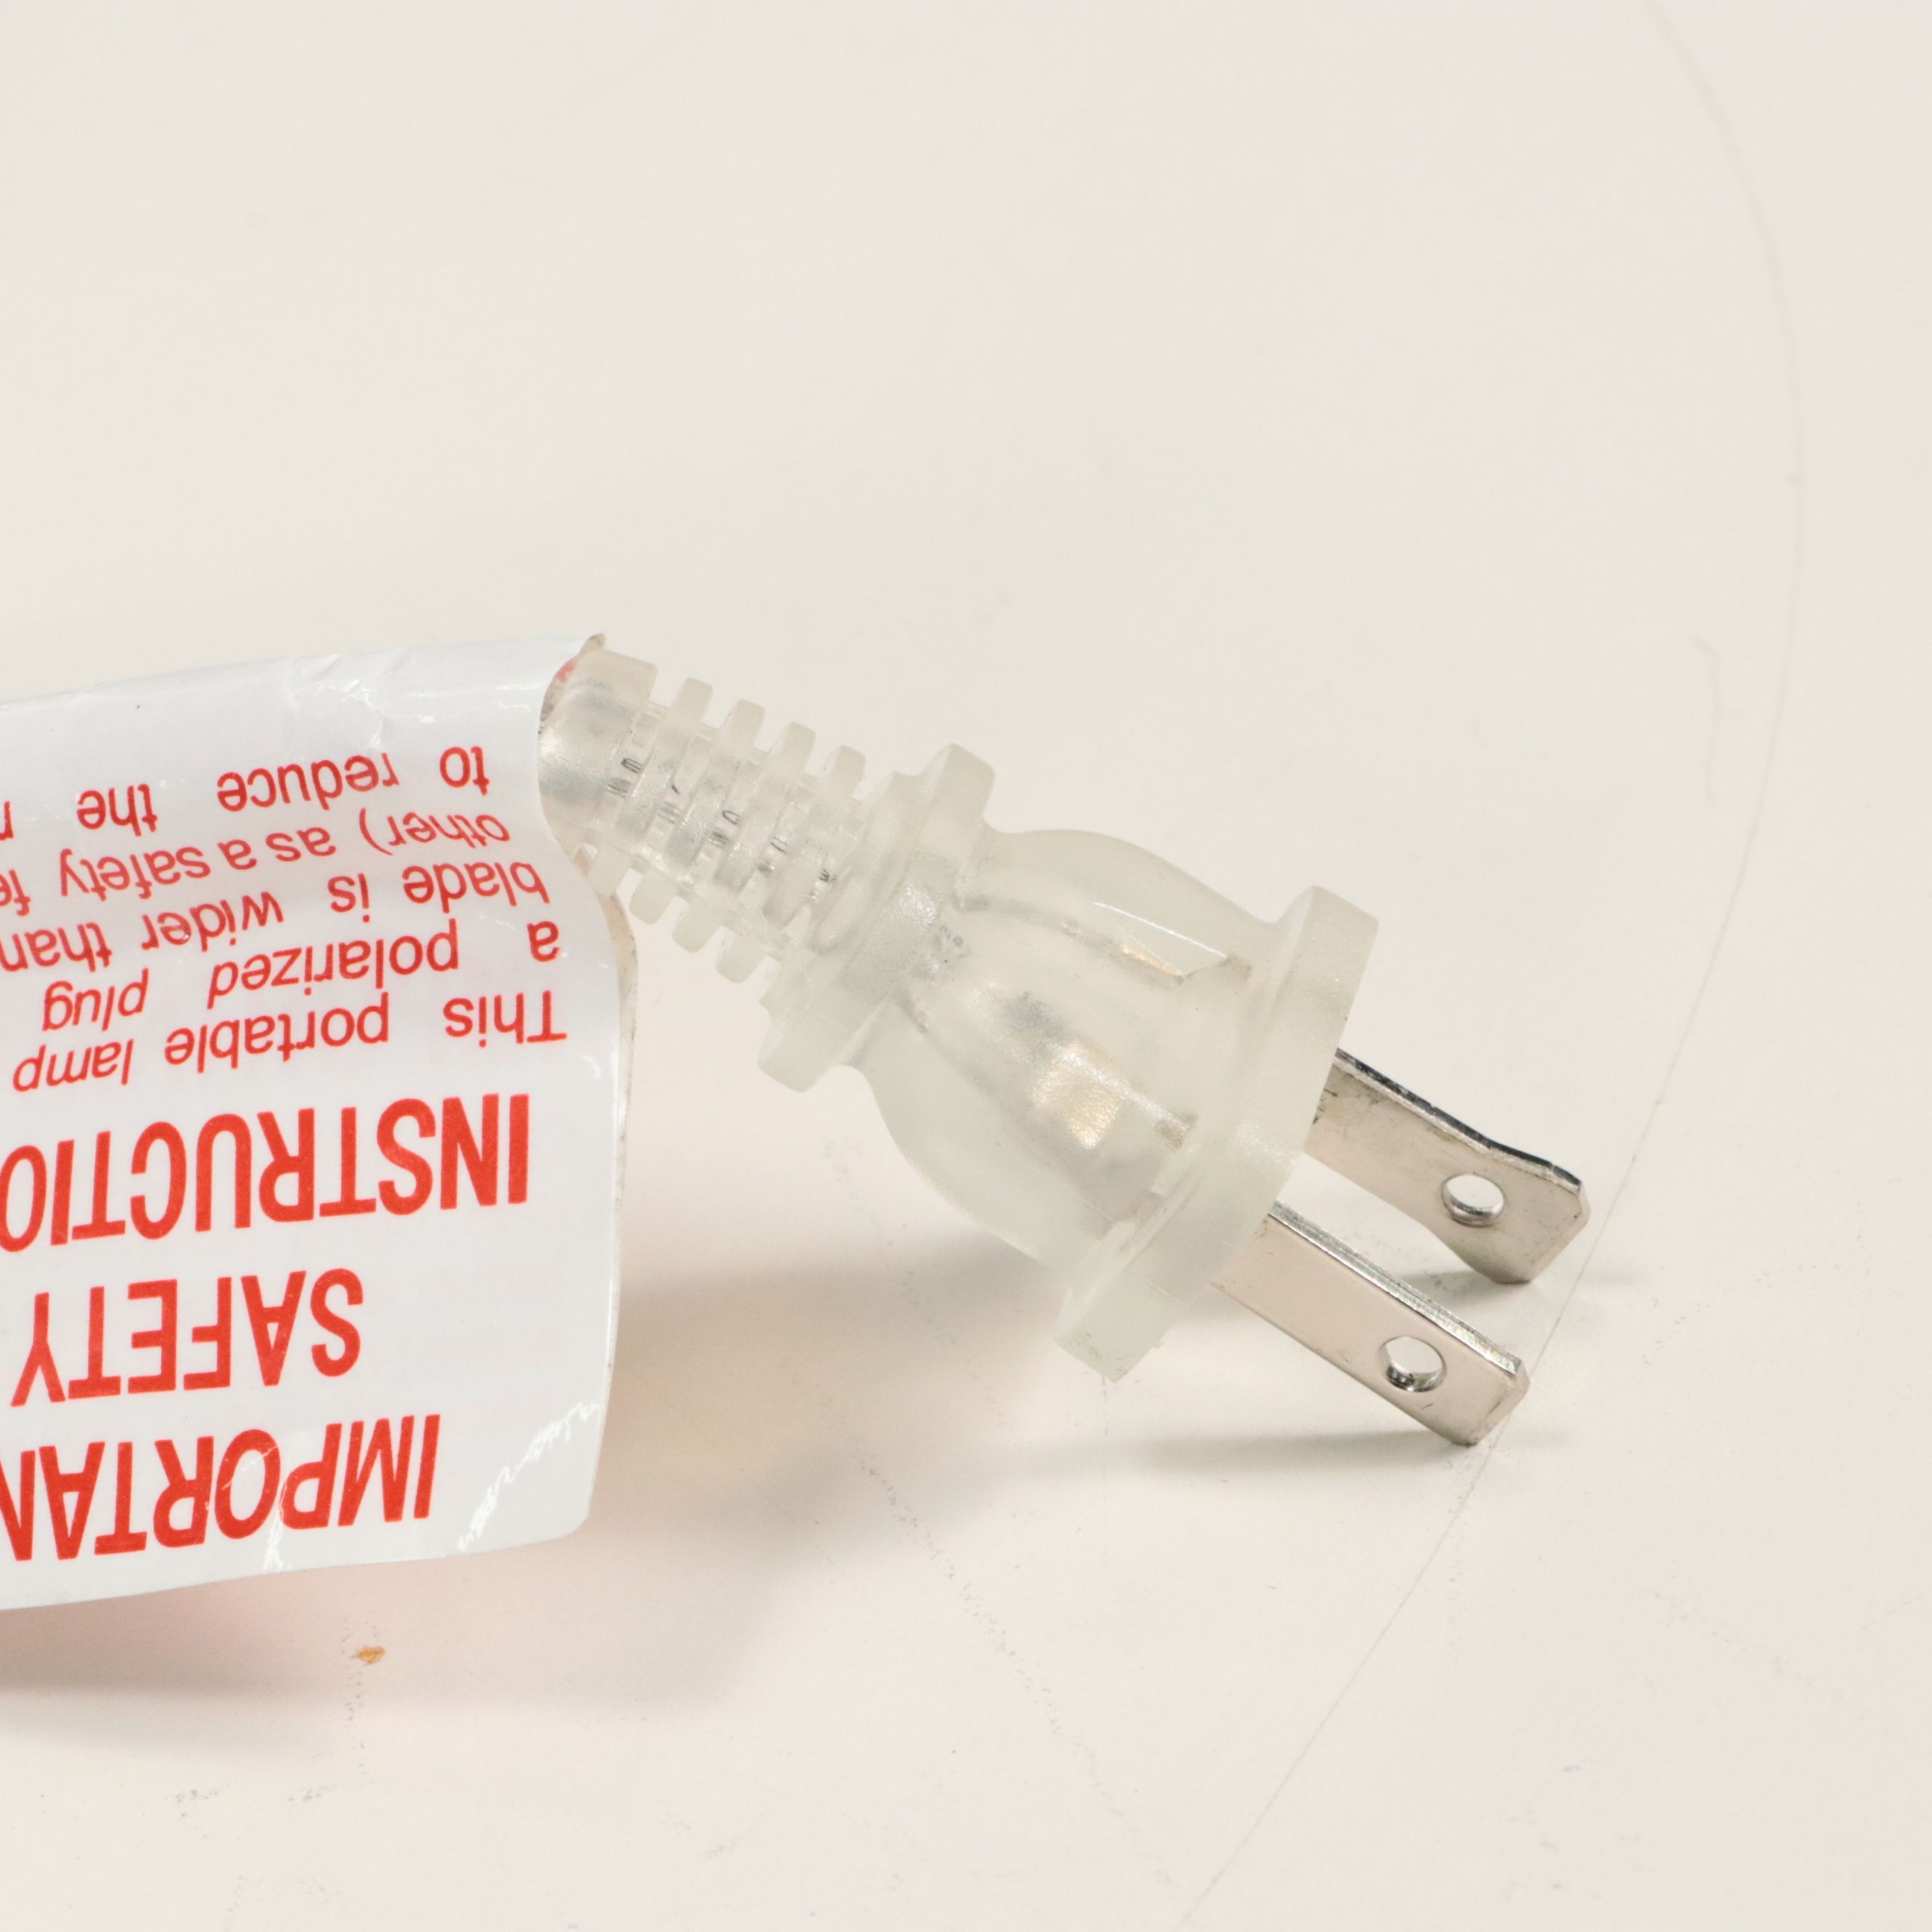 IMPORTAN
SAFETY
INSTRUCTIO
This portable lamp
a polarized plug
blade is wider than
other) as a safety fe
to reduce the